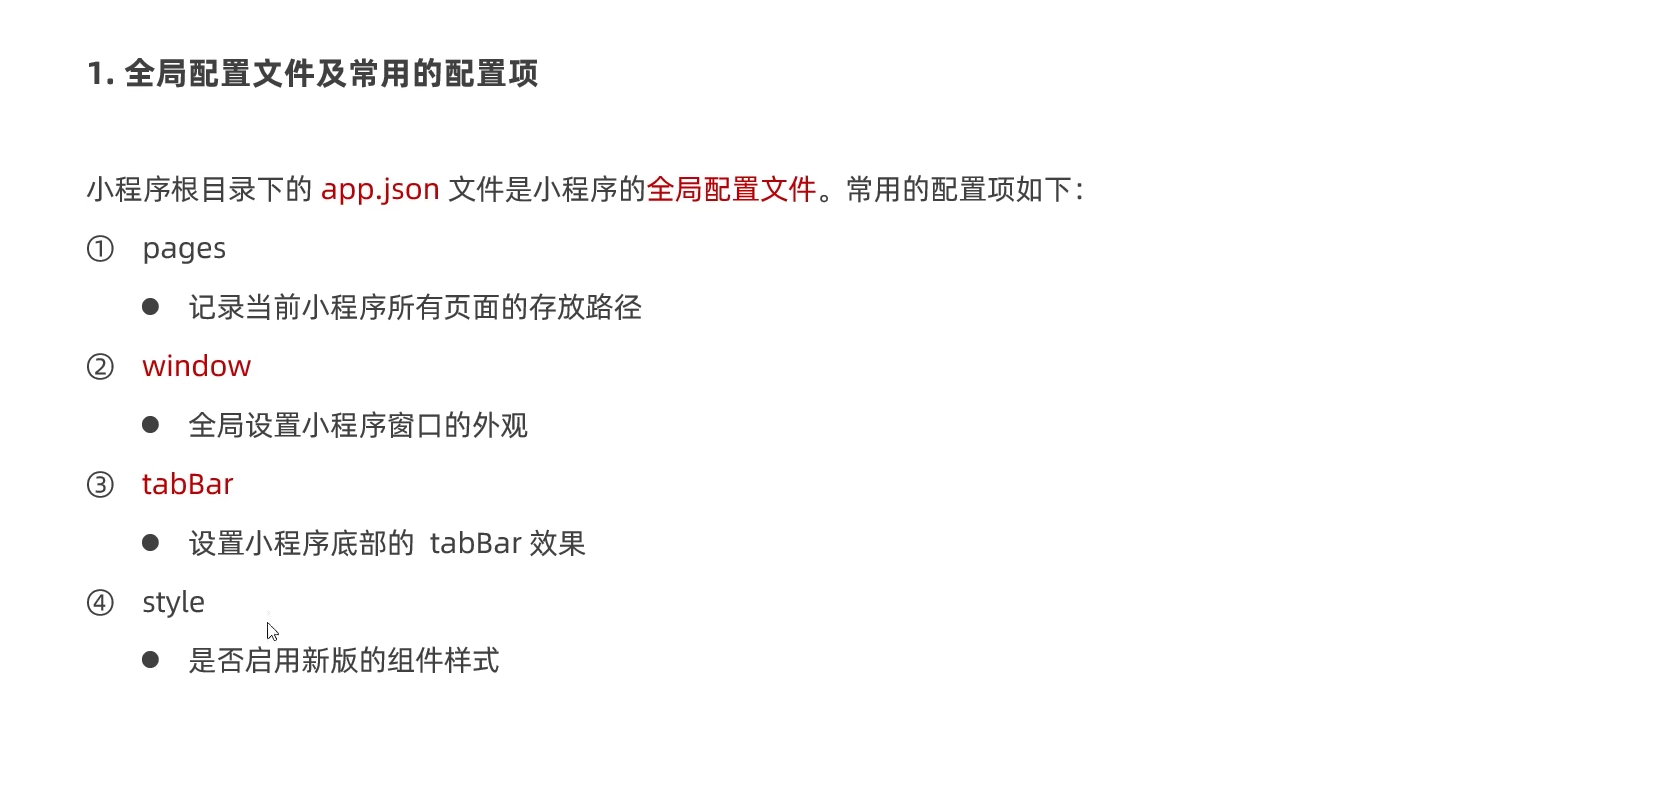 1. 全局配置文件及常用的配置项
小程序根目录下的 app.json 文件是小程序的全局配置文件。常用的配置项如下：
① pages
● 记录当前小程序所有页面的存放路径
② window
● 全局设置小程序窗口的外观
③ tabBar
● 设置小程序底部的 tabBar 效果
④ style
● 是否启用新版的组件样式